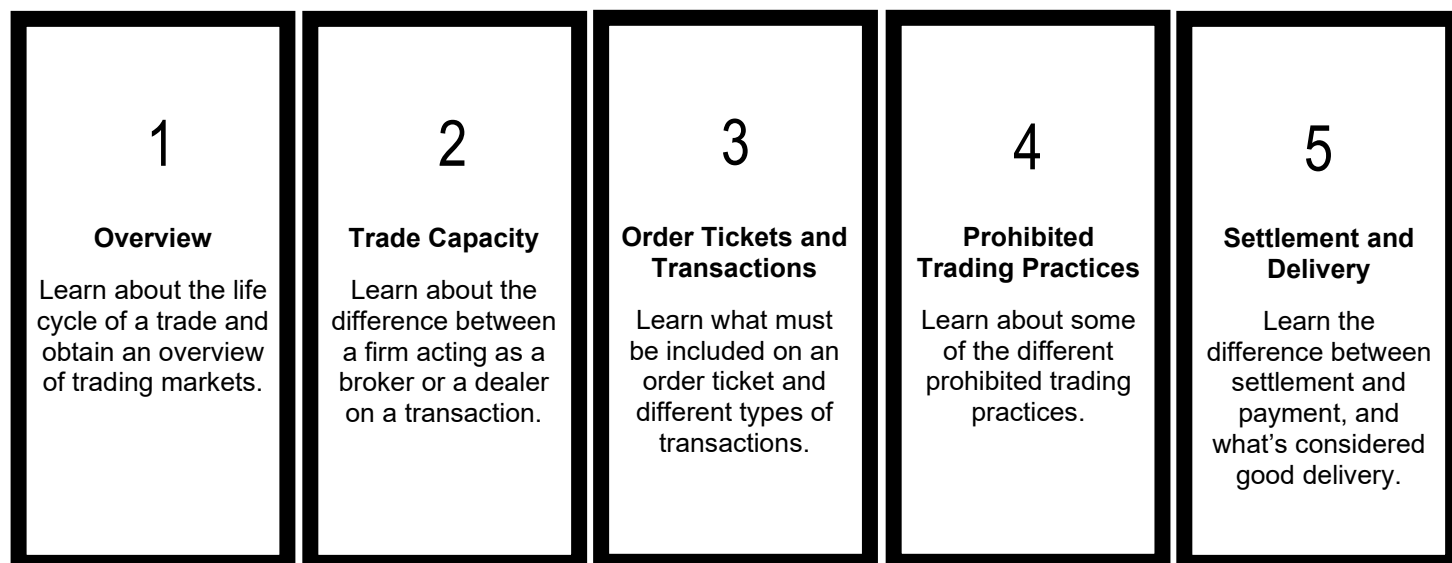 1
Overview
Learn about the life
cycle of a trade and
obtain an overview
of trading markets.
2
Trade Capacity
Learn about the
difference between
a firm acting as a
broker or a dealer
on a transaction.
3
Order Tickets and
Transactions
Learn what must
be included on an
order ticket and
different types of
transactions.
4
Prohibited
Trading Practices
Learn about some
of the different
prohibited trading
practices.
5
Settlement and
Delivery
Learn the
difference between
settlement and
payment, and
what’s considered
good delivery.